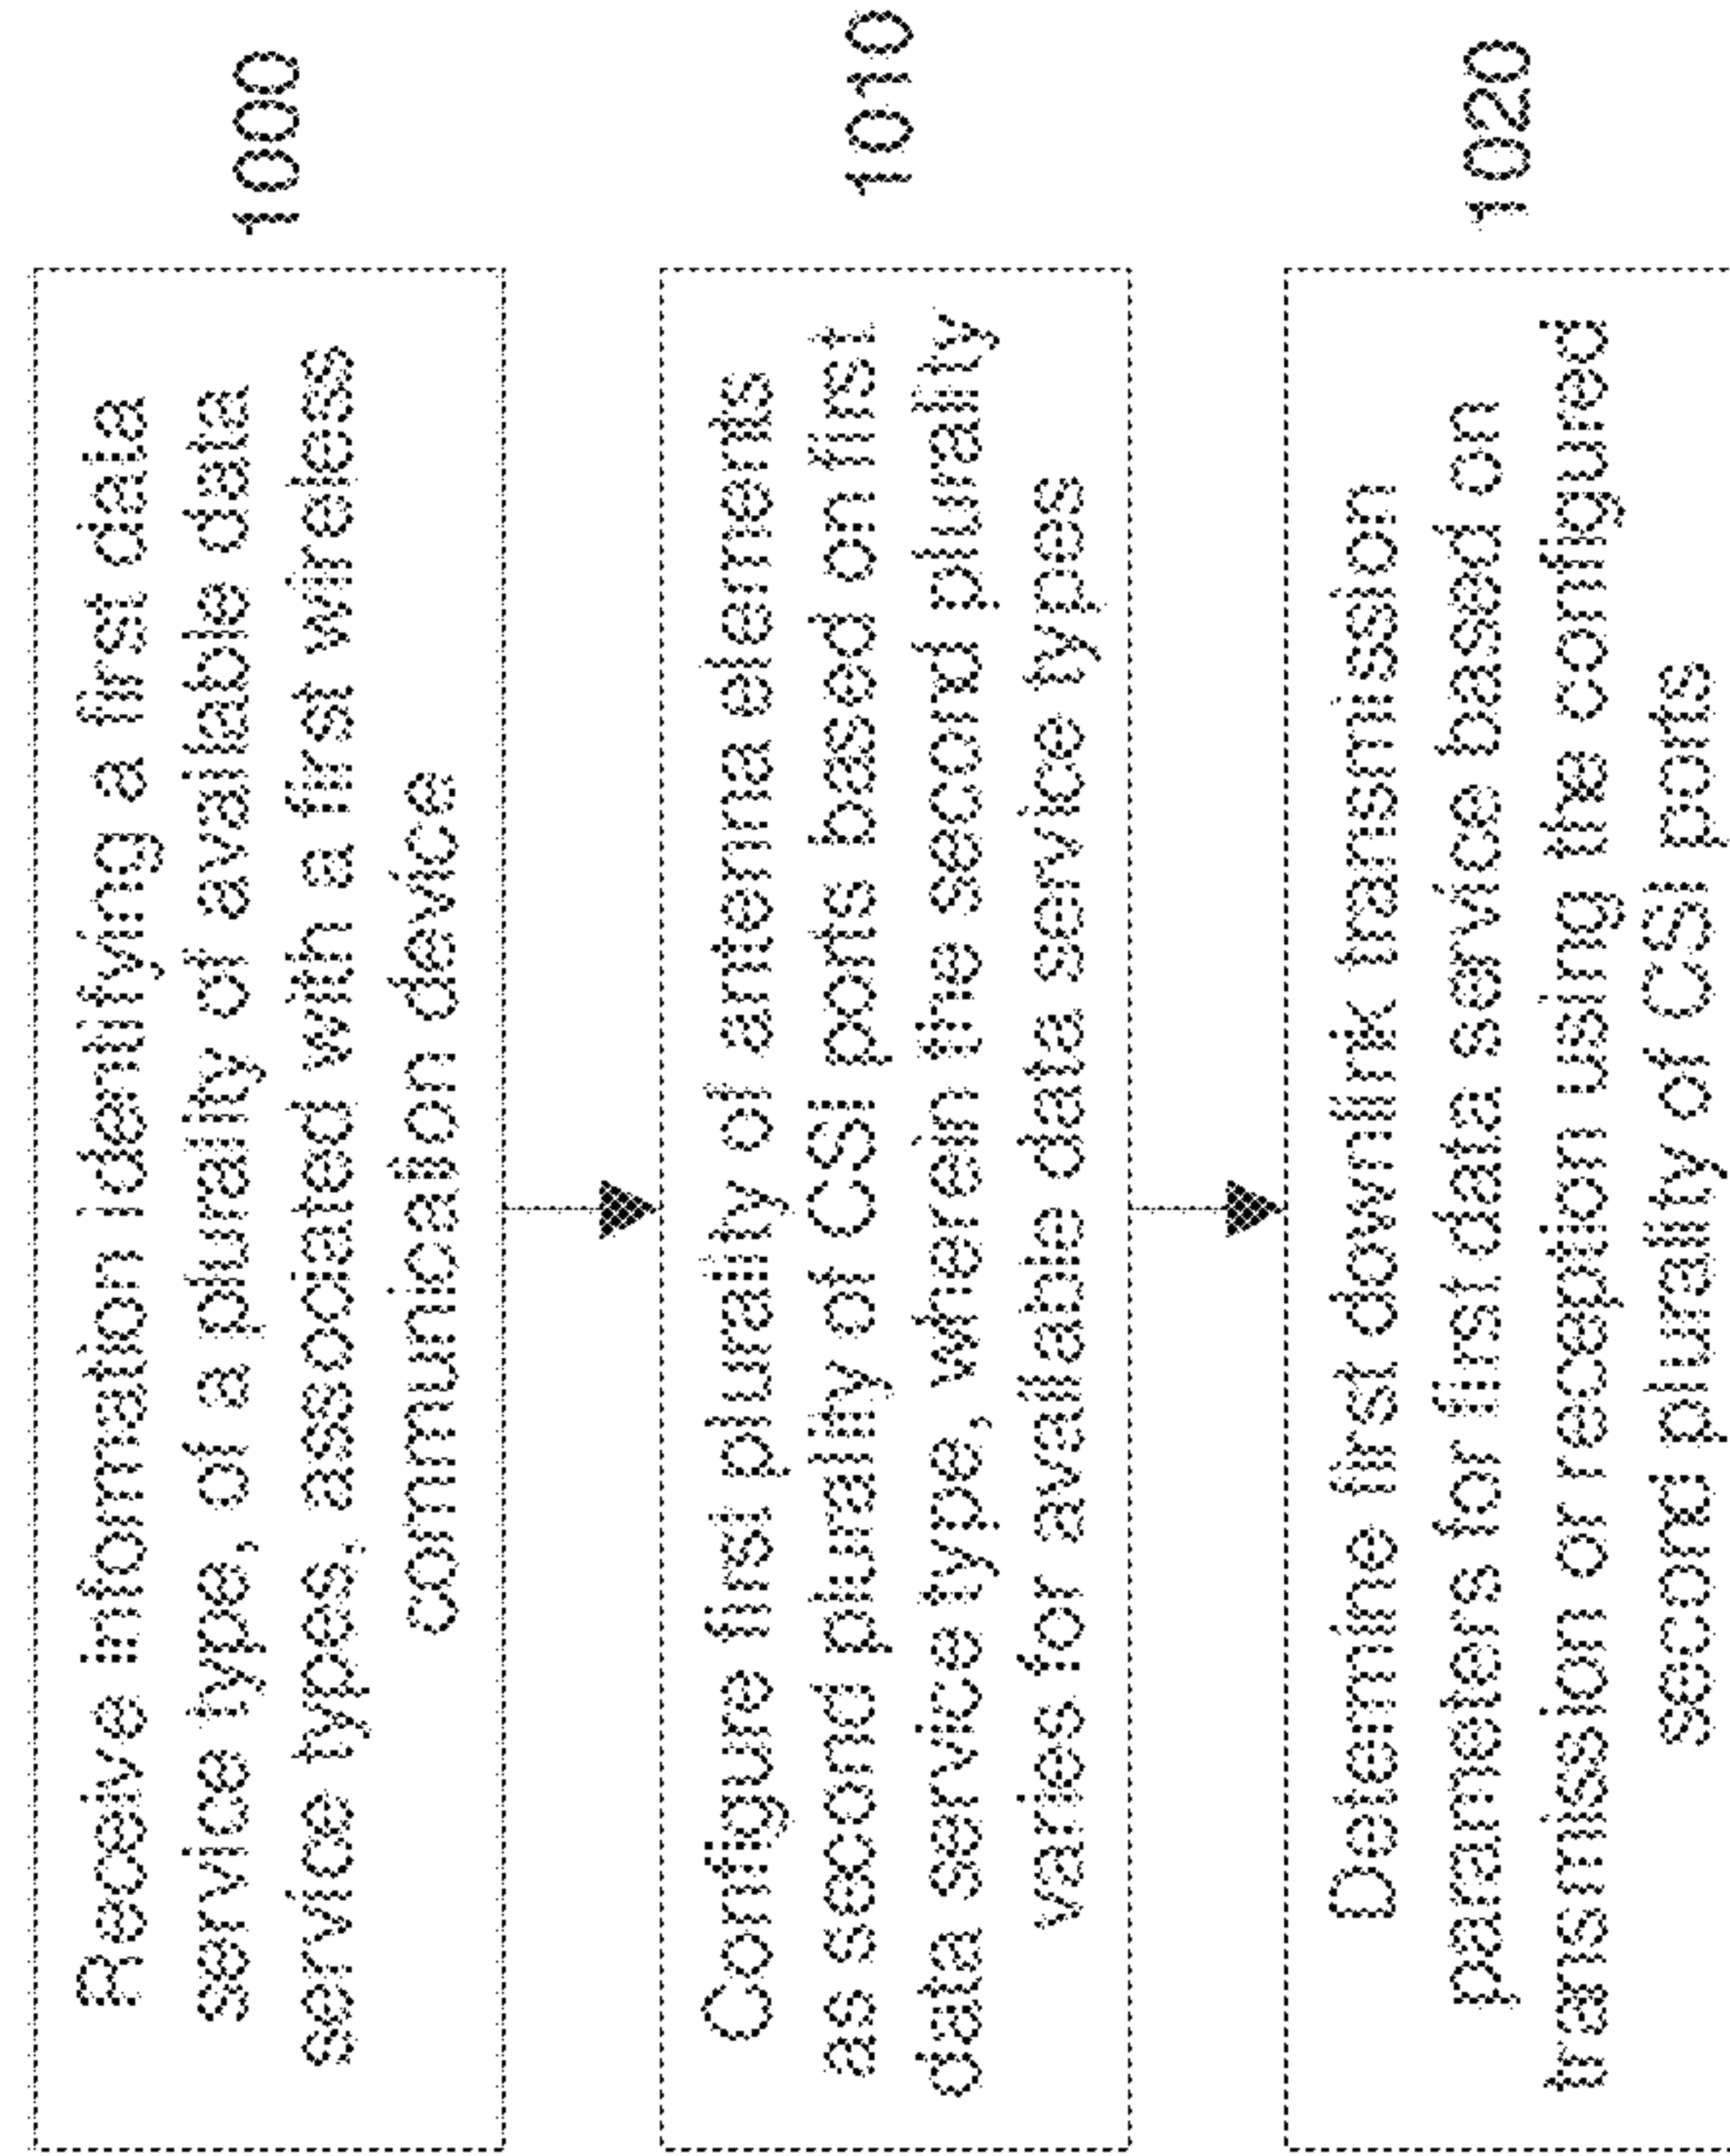 Receive information identifying a first data
service type, of a plurality of available data
service types, associated with a first wireless
communication device
1000
Configure first plurality of antenna elements
as second plurality of CSI ports based on first
data service type, wherein the second plurality
varies for available data service types
1010
Determine first downlink transmission
parameters for first data service based on
transmission or reception using the configured
second plurality of CSI ports
1020